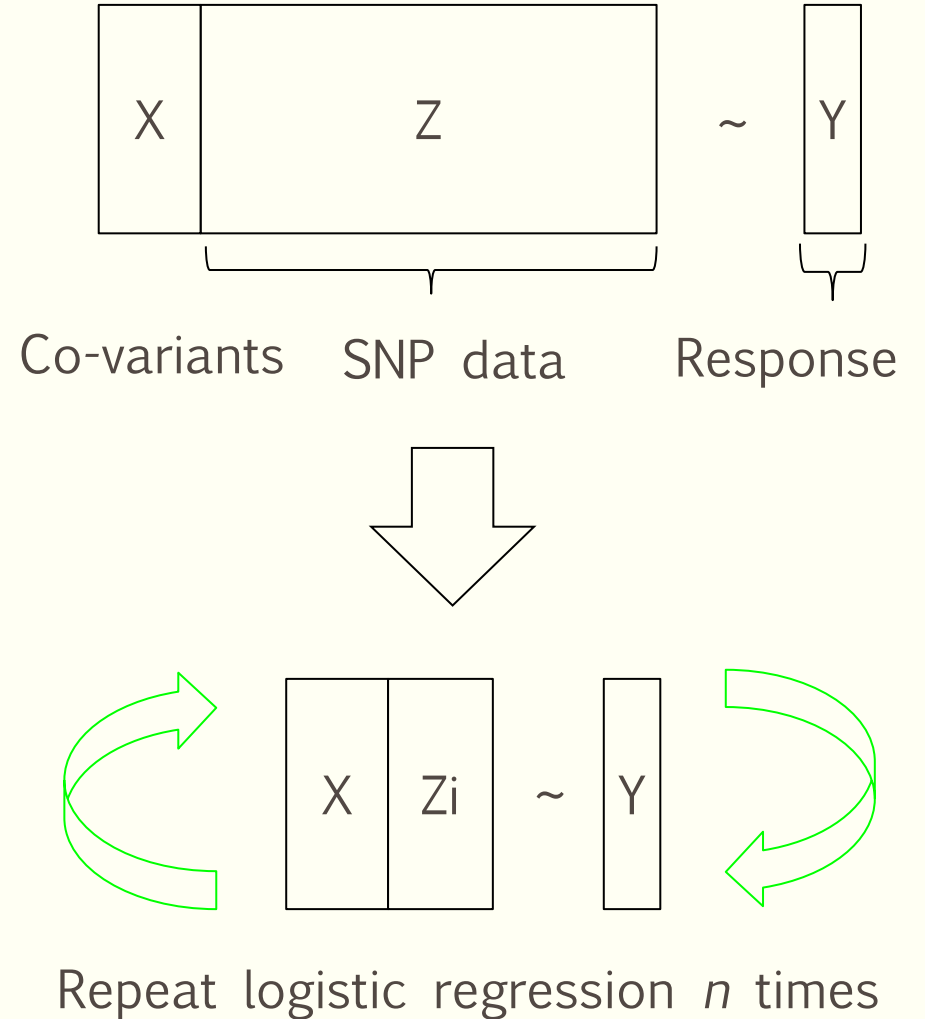 X Z ~ Y
Co-variants SNP data Response
X Zi ~ Y
Repeat logistic regression n times